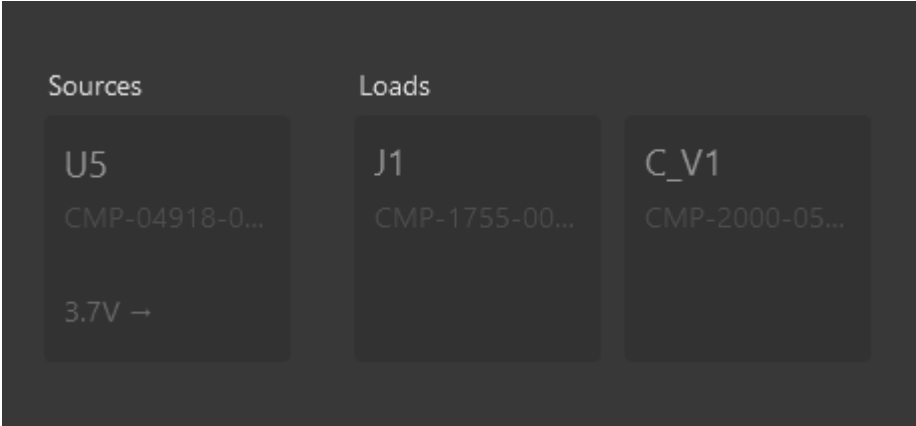 Sources
U5
CMP-04918-0...
3.7V →
Loads
J1
CMP-1755-00...
C_V1
CMP-2000-05...